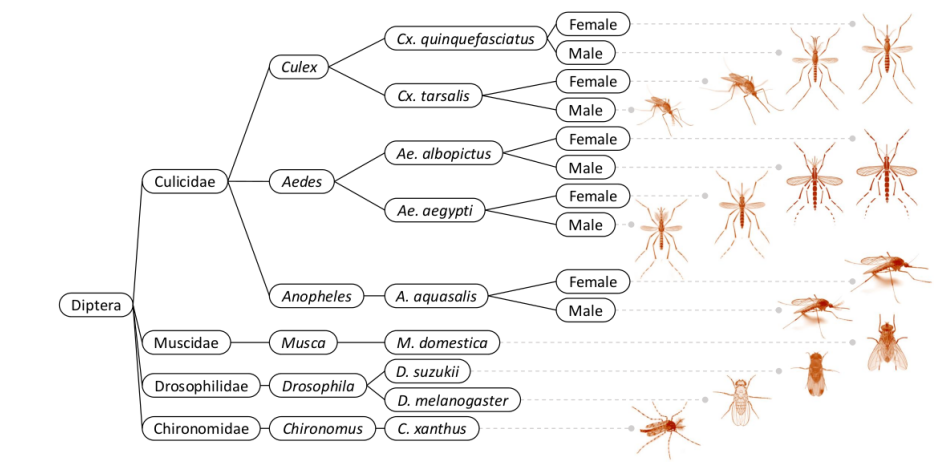 Female
Cx. quinquefasciatus
Male
Culex
Female
Cx. tarsalis
Male
Female
Ae. albopictus
Male
Culicidae
Aedes
Female
Ae. aegypti
Male
Female
Anopheles
A. aquasalis
Diptera
Male
Muscidae
Musca
M. domestica
D. suzukii
Drosophilidae
Drosophila
D. melanogaster
Chironomidae
Chironomus
C. xanthus